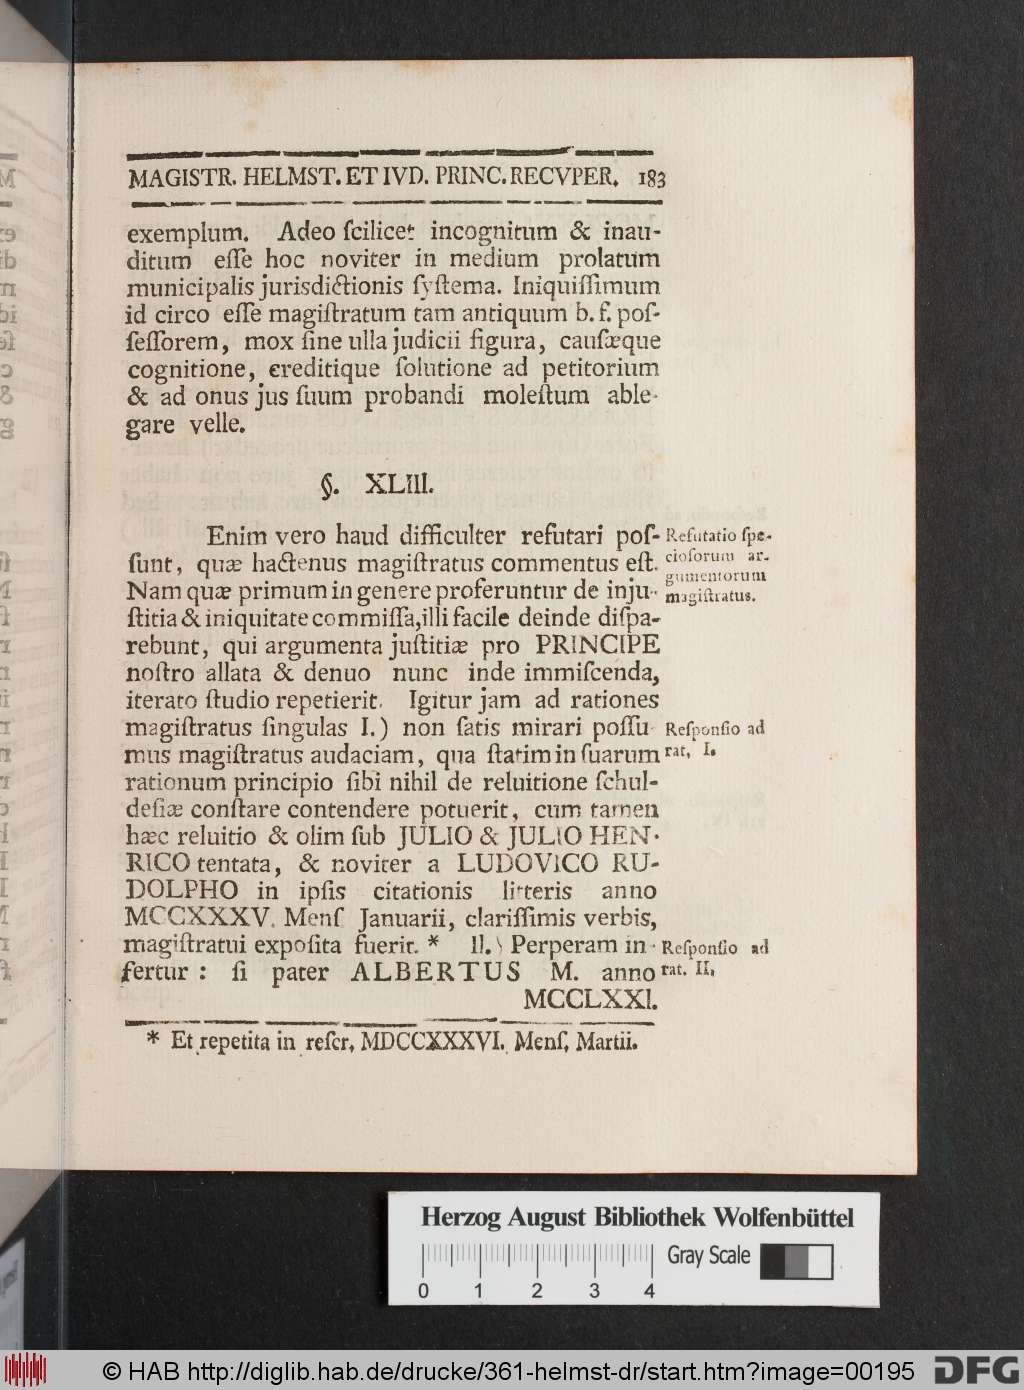 MAGISTR. HELMST. ET IVD. PRINC. RECVPER. 183
exemplum. Adeo ſcilicet incognitum & inau-
ditum eſſe hoc noviter in medium prolatum
municipalis jurisdictionis ſyſtema. Iniquiſſimum
id circo eſſe magiſtratum tam antiquum b. f. poſ-
ſeſſorem, mox ſine ulla judicii figura, cauſæque
cognitione, creditique ſolutione ad petitorium
& ad onus jus ſuum probandi moleſtum able-
gare velle.
§. XLIII.
Enim vero haud difficulter refutari poſ-
ſunt, quæ hactenus magiſtratus commentus eſt.
Nam quæ primum in genere proferuntur de inju-
ſtitia & iniquitate commiſſa, illi facile deinde diſpa-
rebunt, qui argumenta juſtitiæ pro PRINCIPE
noſtro allata & denuo nunc inde immiſcenda,
iterato ſtudio repetierit. Igitur jam ad rationes
magiſtratus ſingulas I.) non ſatis mirari poſſu-
mus magiſtratus audaciam, qua ſtatim in ſuarum
rationum principio ſibi nihil de reluitione ſchul-
deſiæ conſtare contendere potuerit, cum tamen
hæc reluitio & olim ſub JULIO & JULIO HEN-
RICO tentata, & noviter a LUDOVICO RU-
DOLPHO in ipſis citationis litteris anno
MCCXXXV. Menſ Januarii, clariſſimis verbis,
magiſtratui expoſita fuerit. * II.) Perperam in-
fertur: ſi pater ALBERTUS M. anno
MCCLXXI.
Refutatio ſpe-
cioſorum ar-
gumentorum
magiſtratus.
Reſponſio ad
rat. I.
Reſponſio ad
rat. II.
* Et repetita in reſcr. MDCCXXXVI. Menſ. Martii.
Herzog August Bibliothek Wolfenbüttel
Gray Scale
0 1 2 3 4
© HAB http://diglib.hab.de/drucke/361-helmst-dr/start.htm?image=00195
DFG